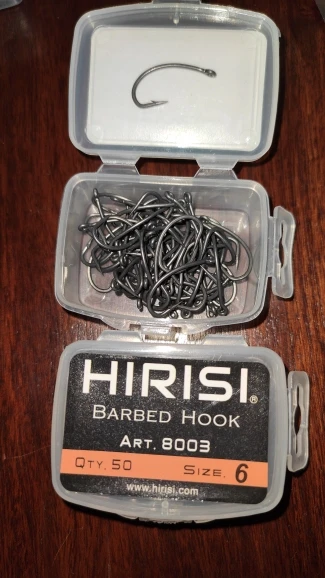 HIRISI®
BARBED HOOK
ART. 8003
QTY. 50 SIZE. 6
www.hirisi.com